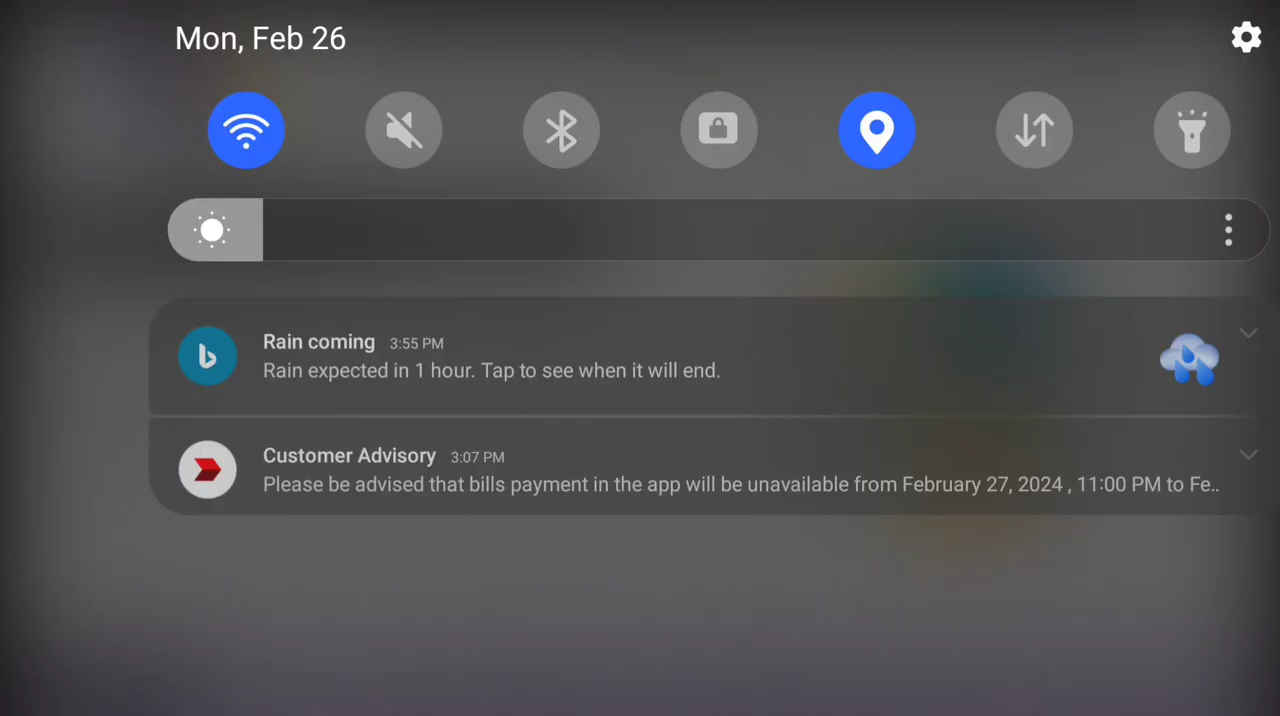 Mon, Feb 26
Rain coming 3:55 PM
Rain expected in 1 hour. Tap to see when it will end.
Customer Advisory 3:07 PM
Please be advised that bills payment in the app will be unavailable from February 27, 2024 , 11:00 PM to Fe..